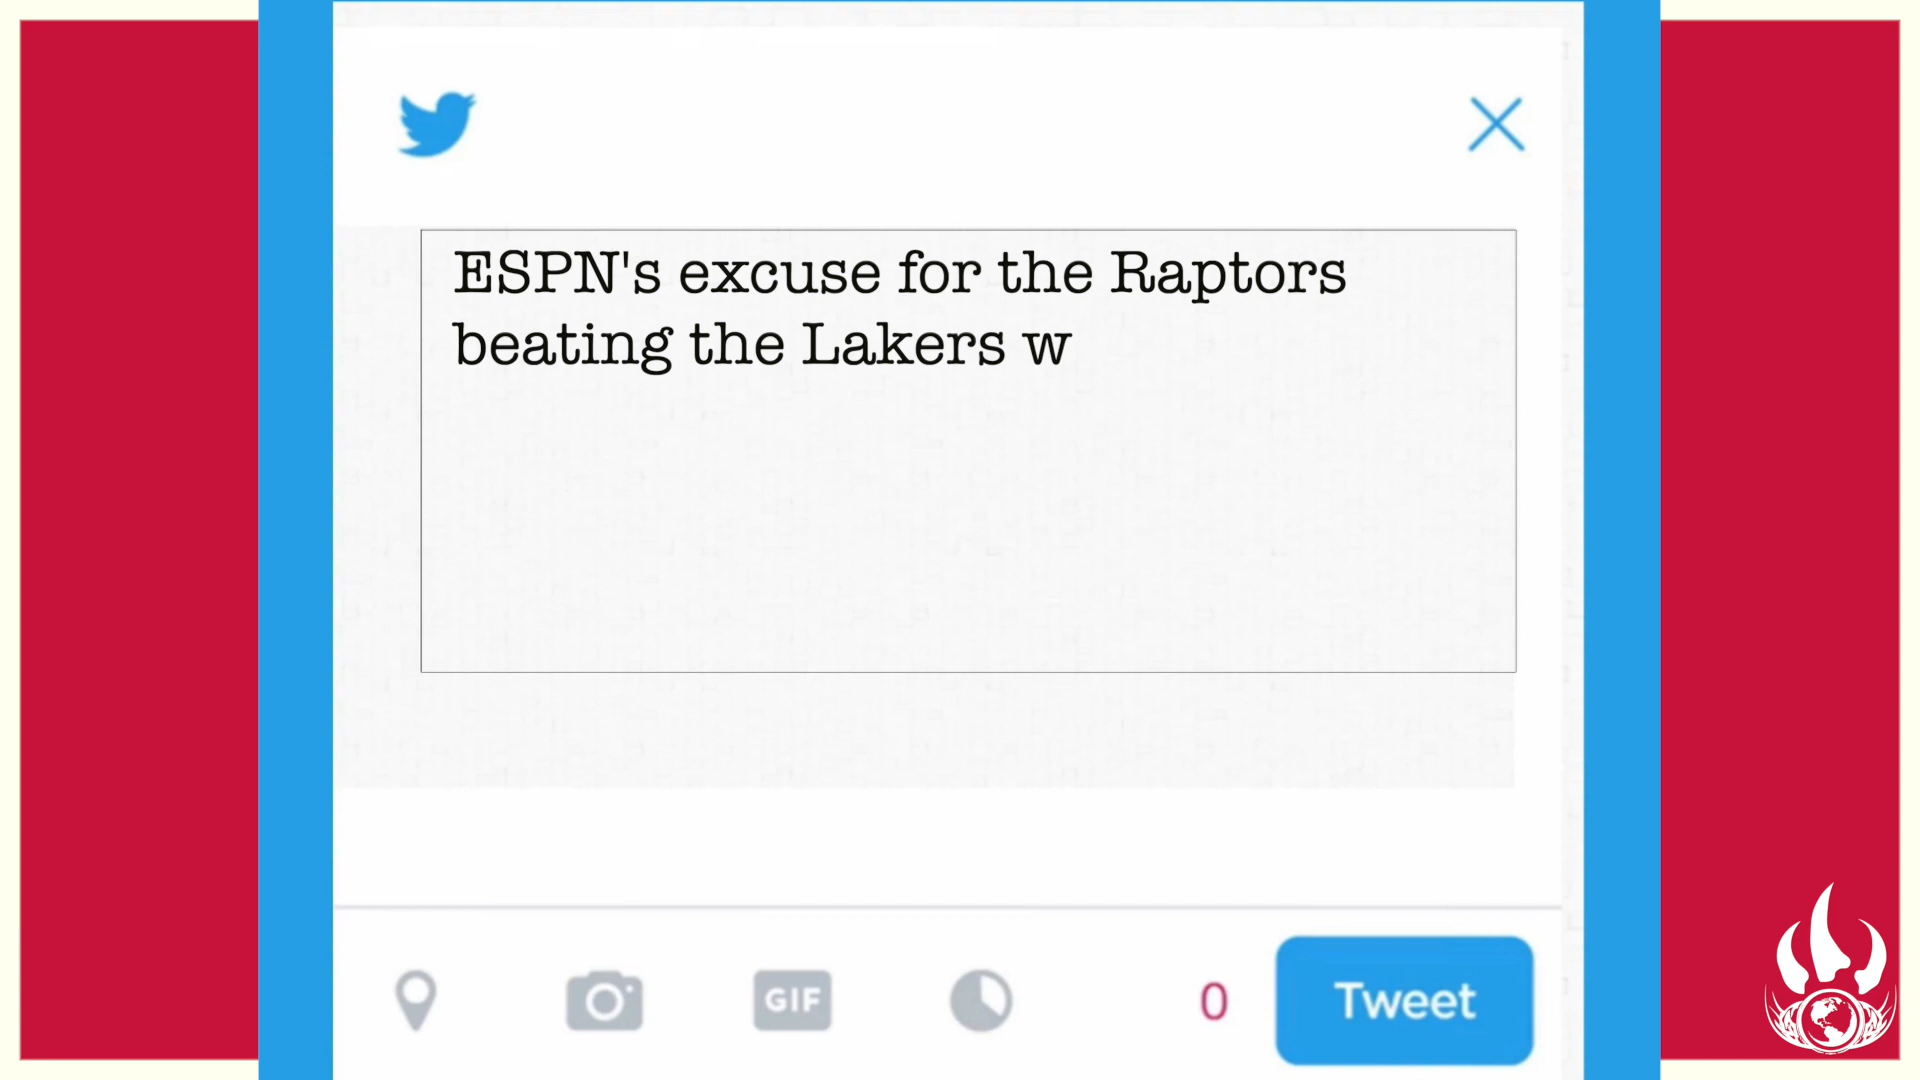 ESPN's excuse for the Raptors
beating the Lakers w
GIF
0
Tweet